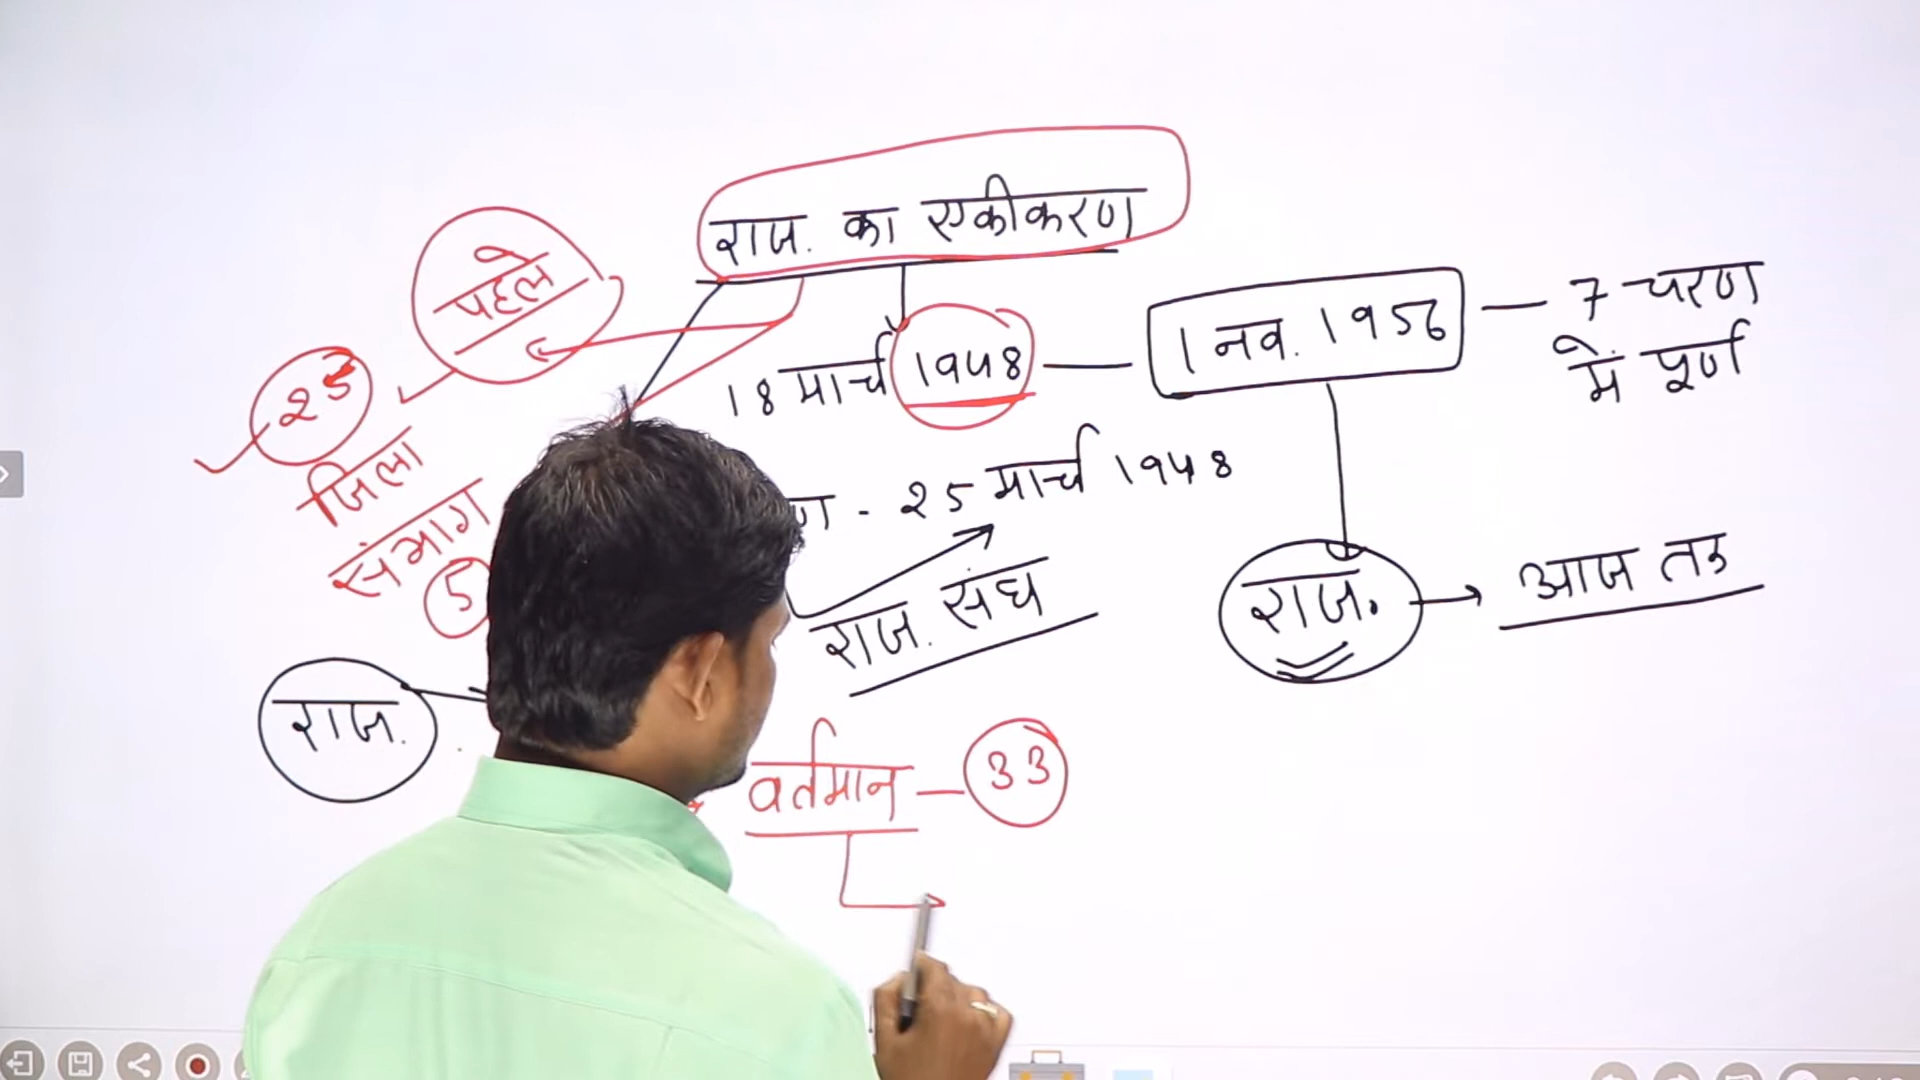 राज. का एकीकरण
पहले
18 मार्च 1948 — 1 नव. 1956 — 7 चरण
में पूर्ण
25
जिला
संभाग
5
ण - 25 मार्च 1948
राज. संघ
राज. → आज तक
राज.
वर्तमान — 33